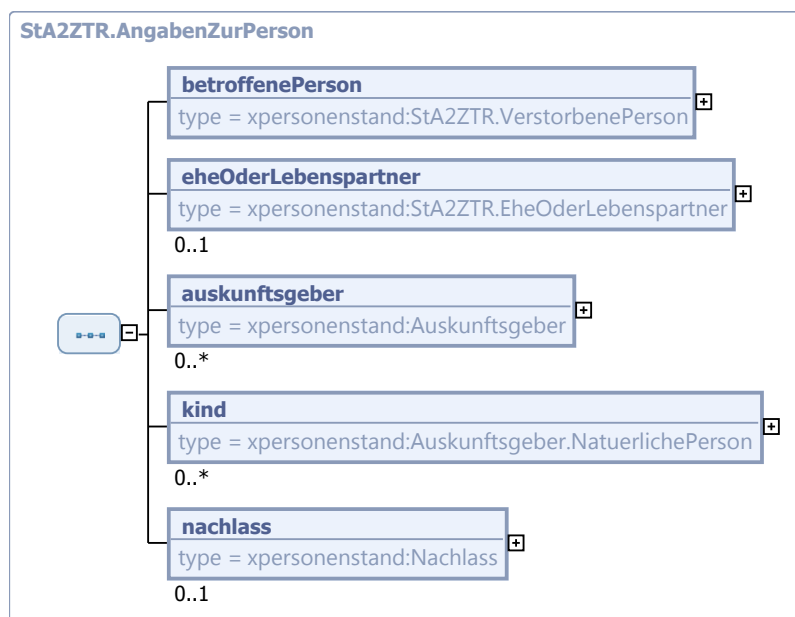 StA2ZTR.AngabenZurPerson
betroffenePerson
type = xpersonenstand:StA2ZTR.VerstorbenePerson
eheOderLebenspartner
type = xpersonenstand:StA2ZTR.EheOderLebenspartner
0..1
auskunftsgeber
type = xpersonenstand:Auskunftsgeber
0..*
kind
type = xpersonenstand:Auskunftsgeber.NatuerlichePerson
0..*
nachlass
type = xpersonenstand:Nachlass
0..1